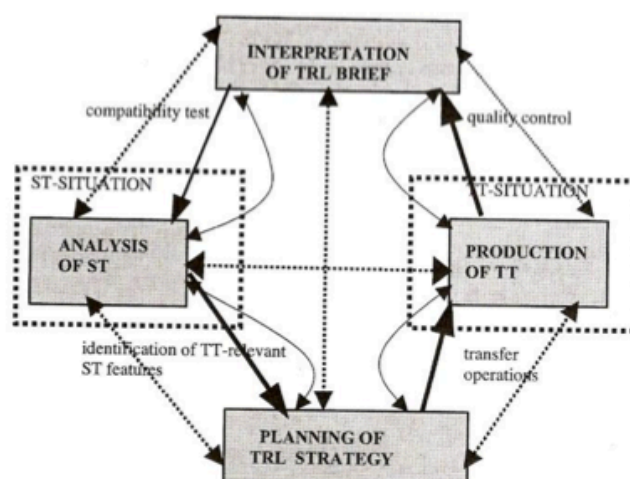 INTERPRETATION
OF TRL BRIEF
compatibility test
quality control
ST-SITUATION
TT-SITUATION
ANALYSIS
OF ST
PRODUCTION
OF TT
identification of TT-relevant
ST features
transfer
operations
PLANNING OF
TRL STRATEGY